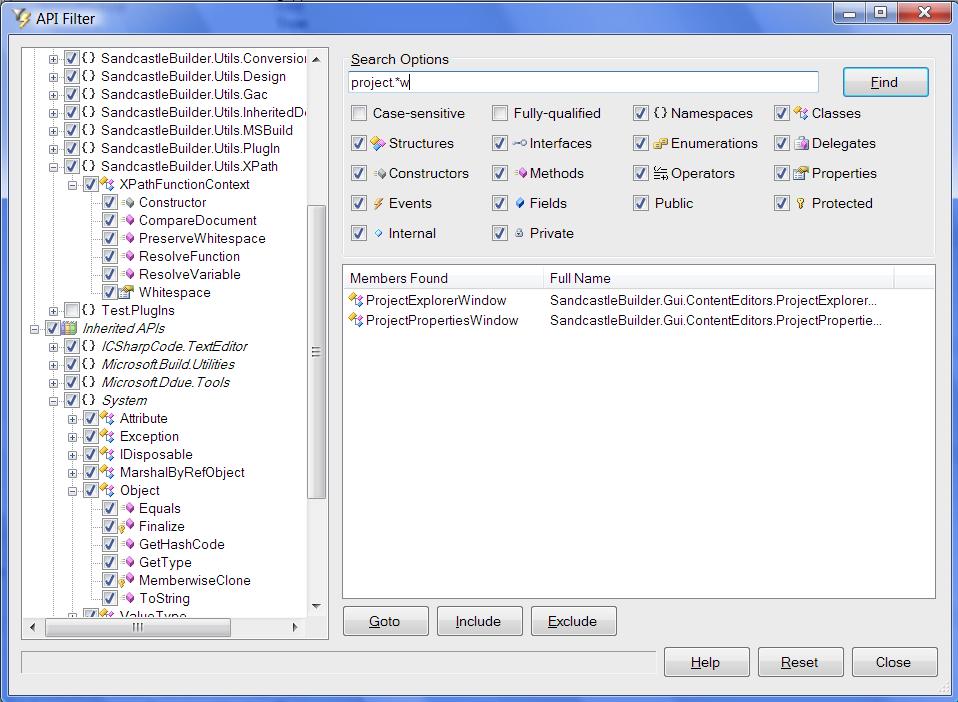 API Filter
SandcastleBuilder.Utils.Conversion
SandcastleBuilder.Utils.Design
SandcastleBuilder.Utils.Gac
SandcastleBuilder.Utils.InheritedDo
SandcastleBuilder.Utils.MSBuild
SandcastleBuilder.Utils.PlugIn
SandcastleBuilder.Utils.XPath
XPathFunctionContext
Constructor
CompareDocument
PreserveWhitespace
ResolveFunction
ResolveVariable
Whitespace
Test.PlugIns
Inherited APIs
ICSharpCode.TextEditor
Microsoft.Build.Utilities
Microsoft.Ddue.Tools
System
Attribute
Exception
IDisposable
MarshalByRefObject
Object
Equals
Finalize
GetHashCode
GetType
MemberwiseClone
ToString
ValueType
Search Options
project.*w
Find
Case-sensitive Fully-qualified {} Namespaces Classes
Structures Interfaces Enumerations Delegates
Constructors Methods Operators Properties
Events Fields Public Protected
Internal Private
Members Found Full Name
ProjectExplorerWindow SandcastleBuilder.Gui.ContentEditors.ProjectExplorer...
ProjectPropertiesWindow SandcastleBuilder.Gui.ContentEditors.ProjectPropertie...
Goto Include Exclude
Help Reset Close